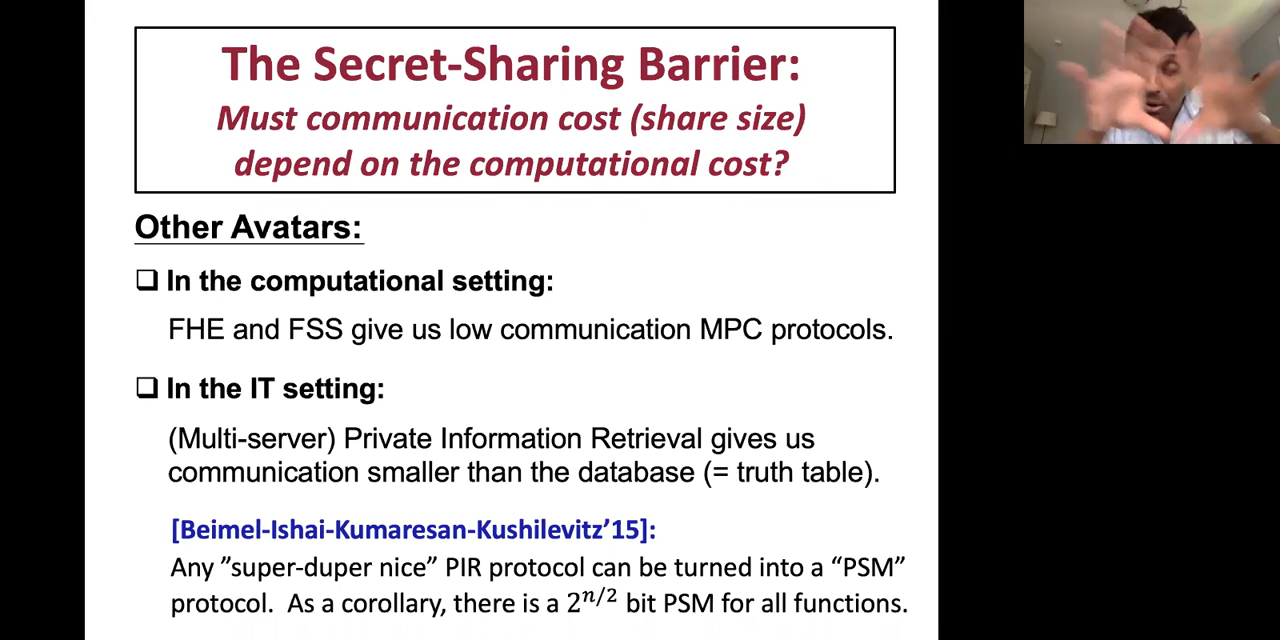 The Secret-Sharing Barrier:
Must communication cost (share size)
depend on the computational cost?
Other Avatars:
❑ In the computational setting:
FHE and FSS give us low communication MPC protocols.
❑ In the IT setting:
(Multi-server) Private Information Retrieval gives us
communication smaller than the database (= truth table).
[Beimel-Ishai-Kumaresan-Kushilevitz’15]:
Any ”super-duper nice” PIR protocol can be turned into a “PSM”
protocol. As a corollary, there is a 2^{n/2} bit PSM for all functions.